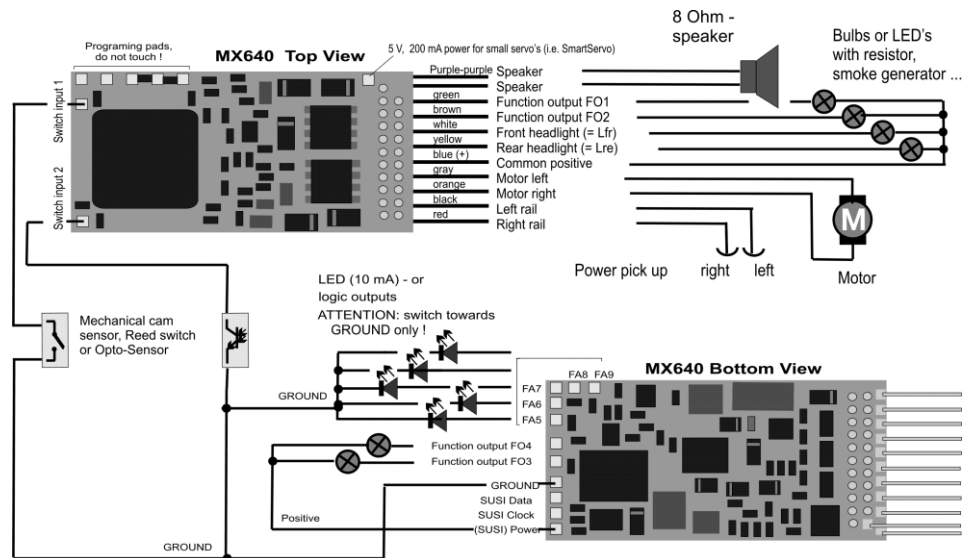 Programing pads,
do not touch !
MX640 Top View
5 V, 200 mA power for small servo's (i.e. SmartServo)
8 Ohm -
speaker
Bulbs or LED's
with resistor,
smoke generator ...
Switch input 1
Switch input 2
Purple-purple Speaker
Speaker
green Function output FO1
brown Function output FO2
white Front headlight (= Lfr)
yellow Rear headlight (= Lre)
blue (+) Common positive
gray Motor left
orange Motor right
black Left rail
red Right rail
M
Motor
Power pick up right left
LED (10 mA) - or
logic outputs
ATTENTION: switch towards
GROUND only !
Mechanical cam
sensor, Reed switch
or Opto-Sensor
MX640 Bottom View
FA8 FA9
FA7
FA6
FA5
GROUND
Function output FO4
Function output FO3
GROUND
SUSI Data
SUSI Clock
(SUSI) Power
Positive
GROUND